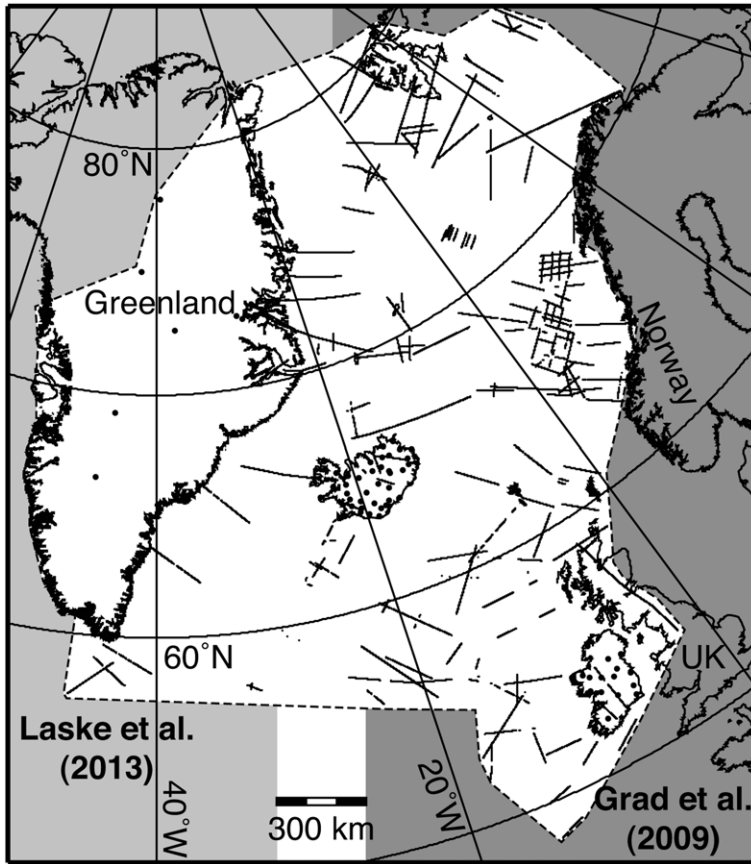 80°N
Greenland
Norway
60°N
UK
Laske et al.
(2013)
40°W
20°W
300 km
Grad et al.
(2009)